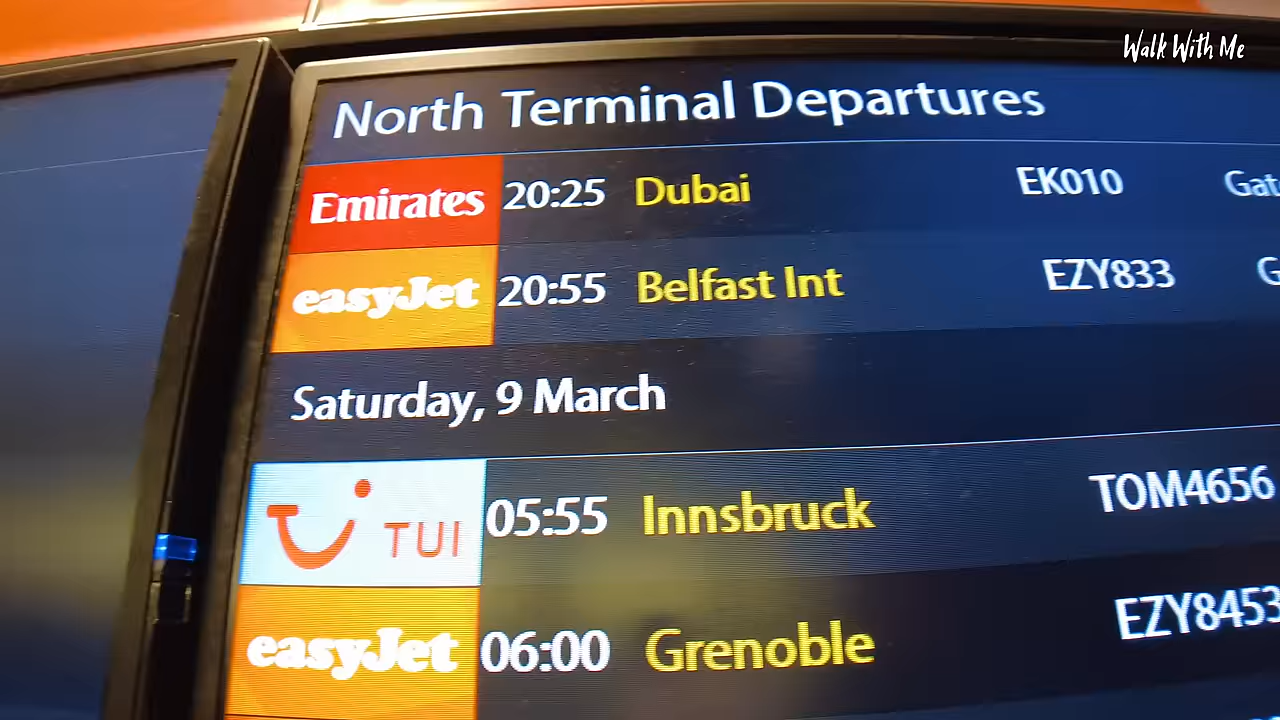 Walk With Me
North Terminal Departures
Emirates 20:25 Dubai EK010
easyJet 20:55 Belfast Int EZY833
Saturday, 9 March
TUI 05:55 Innsbruck TOM4656
easyJet 06:00 Grenoble EZY8453